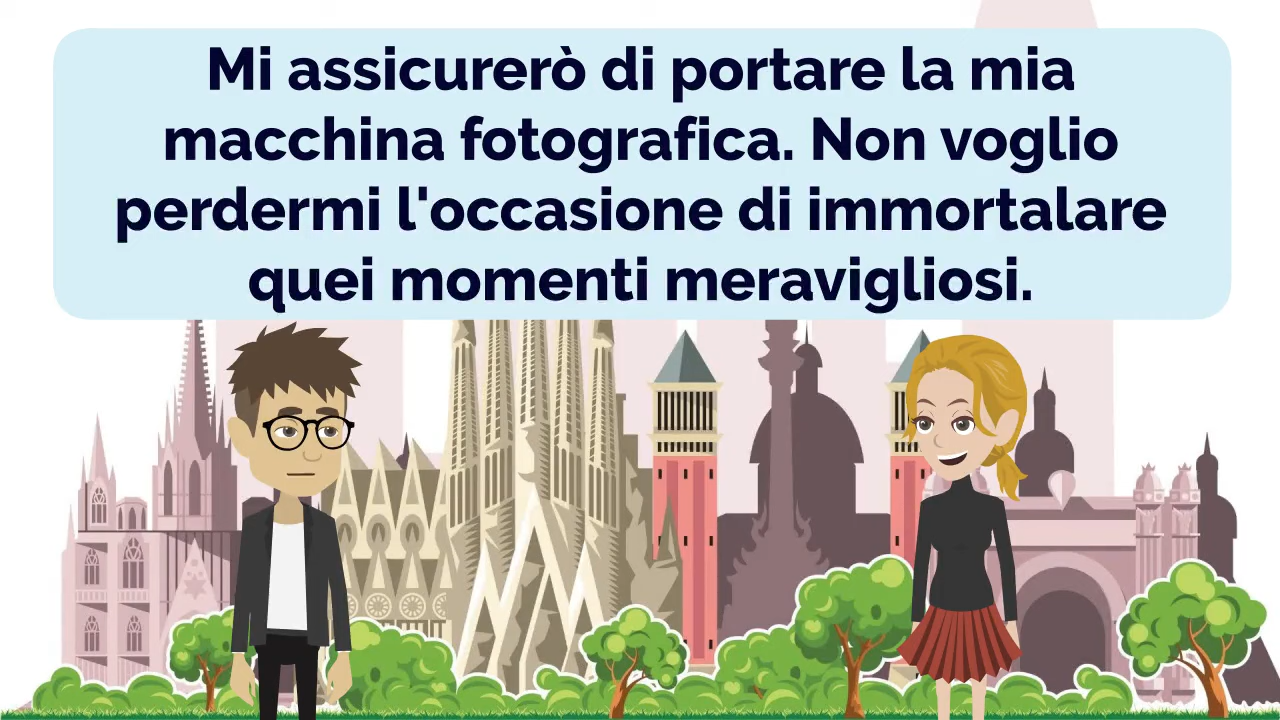 Mi assicurerò di portare la mia
macchina fotografica. Non voglio
perdermi l'occasione di immortalare
quei momenti meravigliosi.